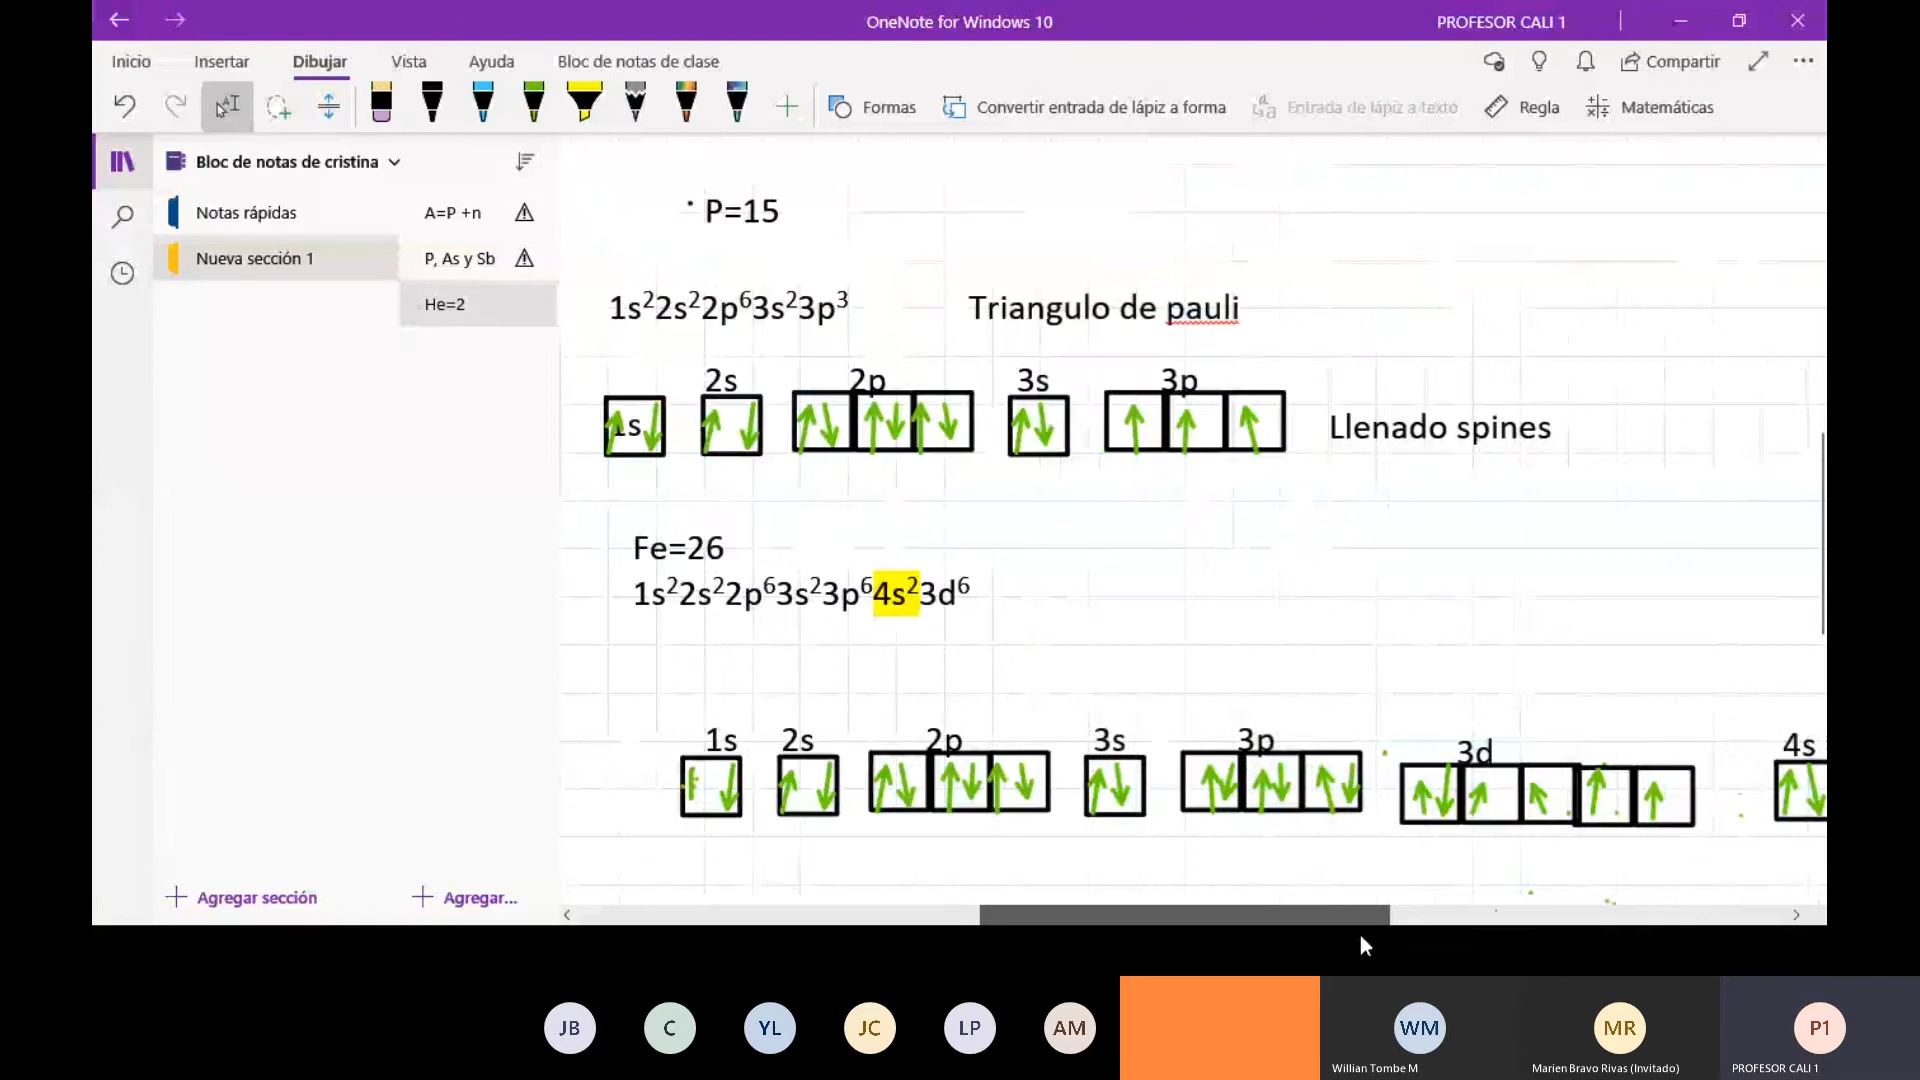 OneNote for Windows 10
PROFESOR CALI 1
Inicio Insertar Dibujar Vista Ayuda Bloc de notas de clase
Compartir
Formas Convertir entrada de lápiz a forma Entrada de lápiz a texto Regla Matemáticas
Bloc de notas de cristina
Notas rápidas
Nueva sección 1
A=P +n
P, As y Sb
He=2
P=15
1s²2s²2p⁶3s²3p³ Triangulo de pauli
2s 2p 3s 3p
1s
Llenado spines
Fe=26
1s²2s²2p⁶3s²3p⁶4s²3d⁶
1s 2s 2p 3s 3p 3d 4s
Agregar sección Agregar...
JB C YL JC LP AM WM MR P1
Willian Tombe M
Marien Bravo Rivas (Invitado)
PROFESOR CALI 1